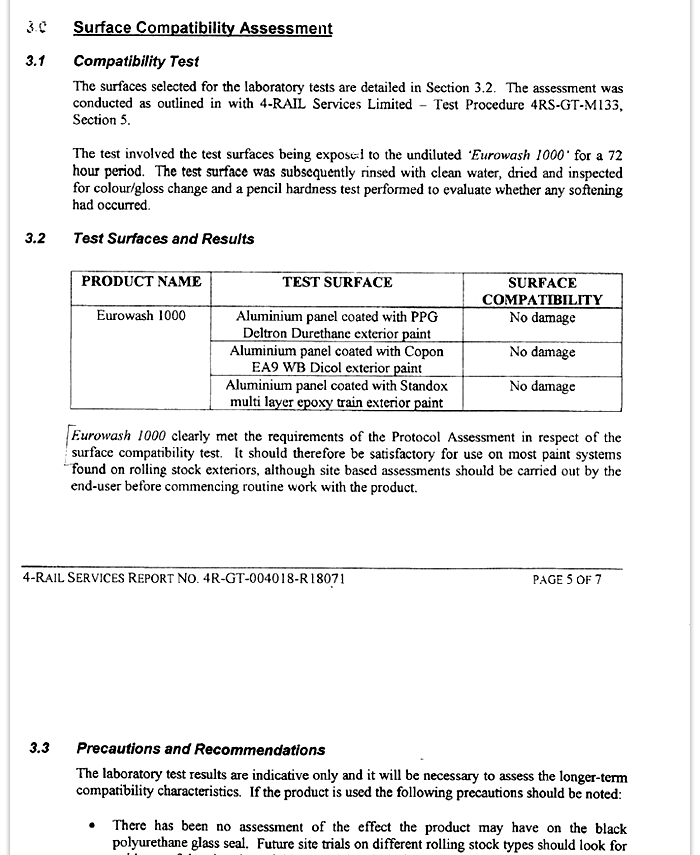 3.0 Surface Compatibility Assessment
3.1 Compatibility Test
The surfaces selected for the laboratory tests are detailed in Section 3.2. The assessment was
conducted as outlined in with 4-RAIL Services Limited – Test Procedure 4RS-GT-M133,
Section 5.
The test involved the test surfaces being exposed to the undiluted 'Eurowash 1000' for a 72
hour period. The test surface was subsequently rinsed with clean water, dried and inspected
for colour/gloss change and a pencil hardness test performed to evaluate whether any softening
had occurred.
3.2 Test Surfaces and Results
PRODUCT NAME TEST SURFACE SURFACE
COMPATIBILITY
Eurowash 1000 Aluminium panel coated with PPG No damage
Deltron Durethane exterior paint
Aluminium panel coated with Copon No damage
EA9 WB Dicol exterior paint
Aluminium panel coated with Standox No damage
multi layer epoxy train exterior paint
Eurowash 1000 clearly met the requirements of the Protocol Assessment in respect of the
surface compatibility test. It should therefore be satisfactory for use on most paint systems
found on rolling stock exteriors, although site based assessments should be carried out by the
end-user before commencing routine work with the product.
4-RAIL SERVICES REPORT NO. 4R-GT-004018-R18071 PAGE 5 OF 7
3.3 Precautions and Recommendations
The laboratory test results are indicative only and it will be necessary to assess the longer-term
compatibility characteristics. If the product is used the following precautions should be noted:
• There has been no assessment of the effect the product may have on the black
polyurethane glass seal. Future site trials on different rolling stock types should look for